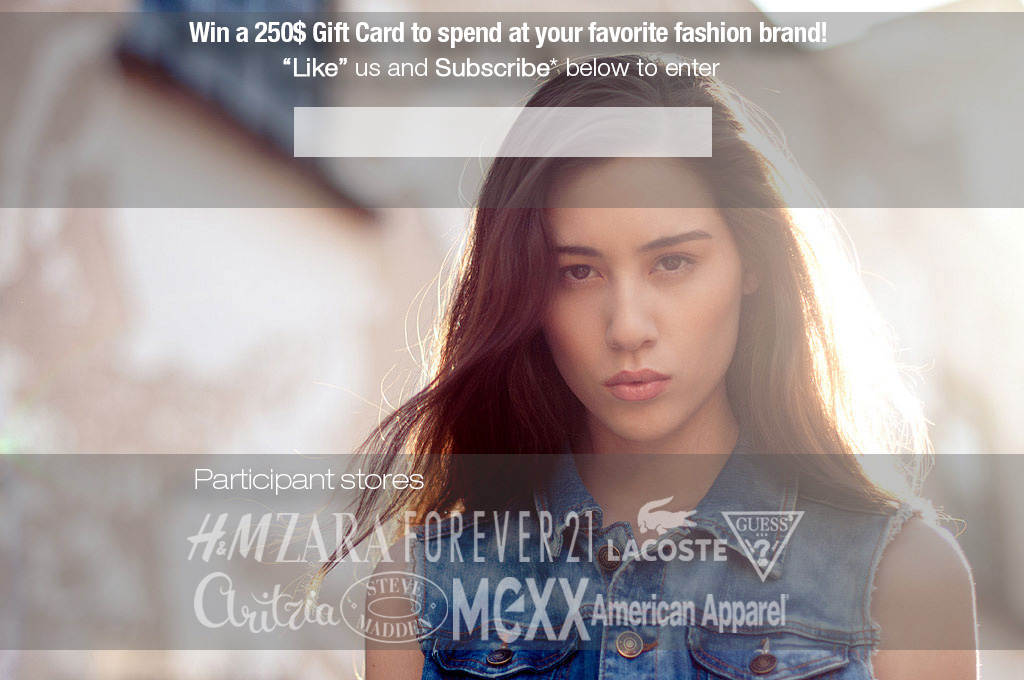 Win a 250$ Gift Card to spend at your favorite fashion brand!
“Like” us and Subscribe* below to enter
Participant stores
H&M ZARA FOREVER 21 LACOSTE GUESS ?
aritzia STEVE MADDEN MEXX American Apparel®